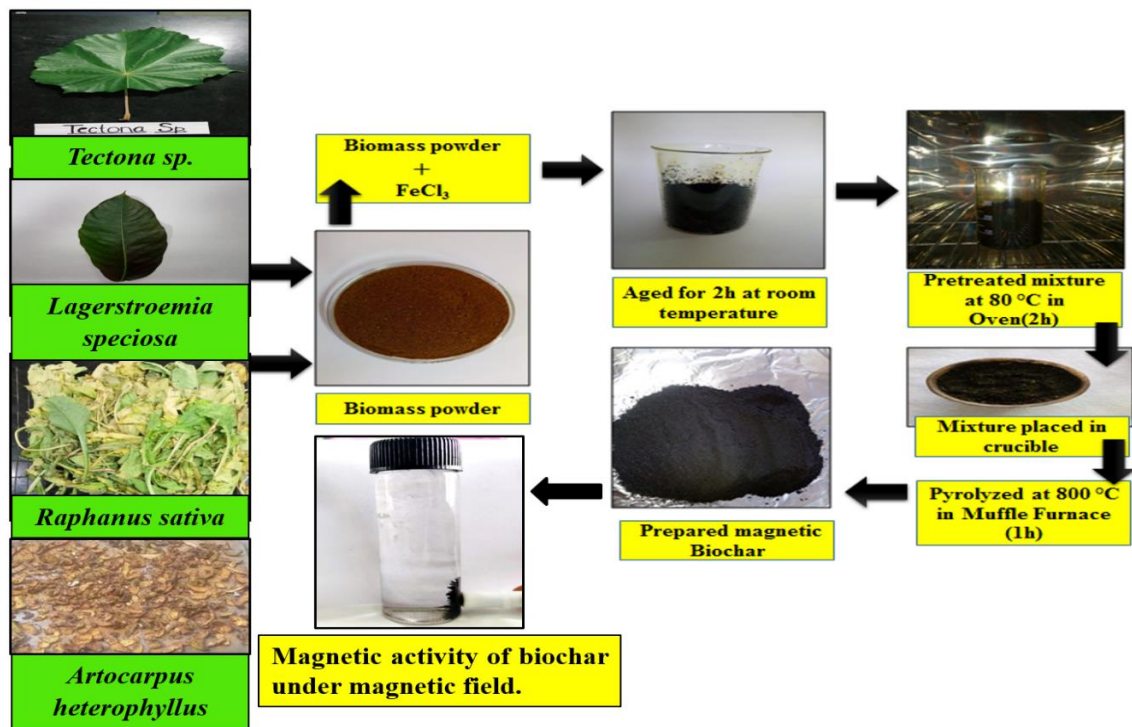 Tectona Sp
Tectona sp.
Lagerstroemia
speciosa
Raphanus sativa
Artocarpus
heterophyllus
Biomass powder
+
FeCl₃
Biomass powder
Aged for 2h at room
temperature
Pretreated mixture
at 80 °C in
Oven(2h)
Mixture placed in
crucible
Pyrolyzed at 800 °C
in Muffle Furnace
(1h)
Prepared magnetic
Biochar
Magnetic activity of biochar
under magnetic field.